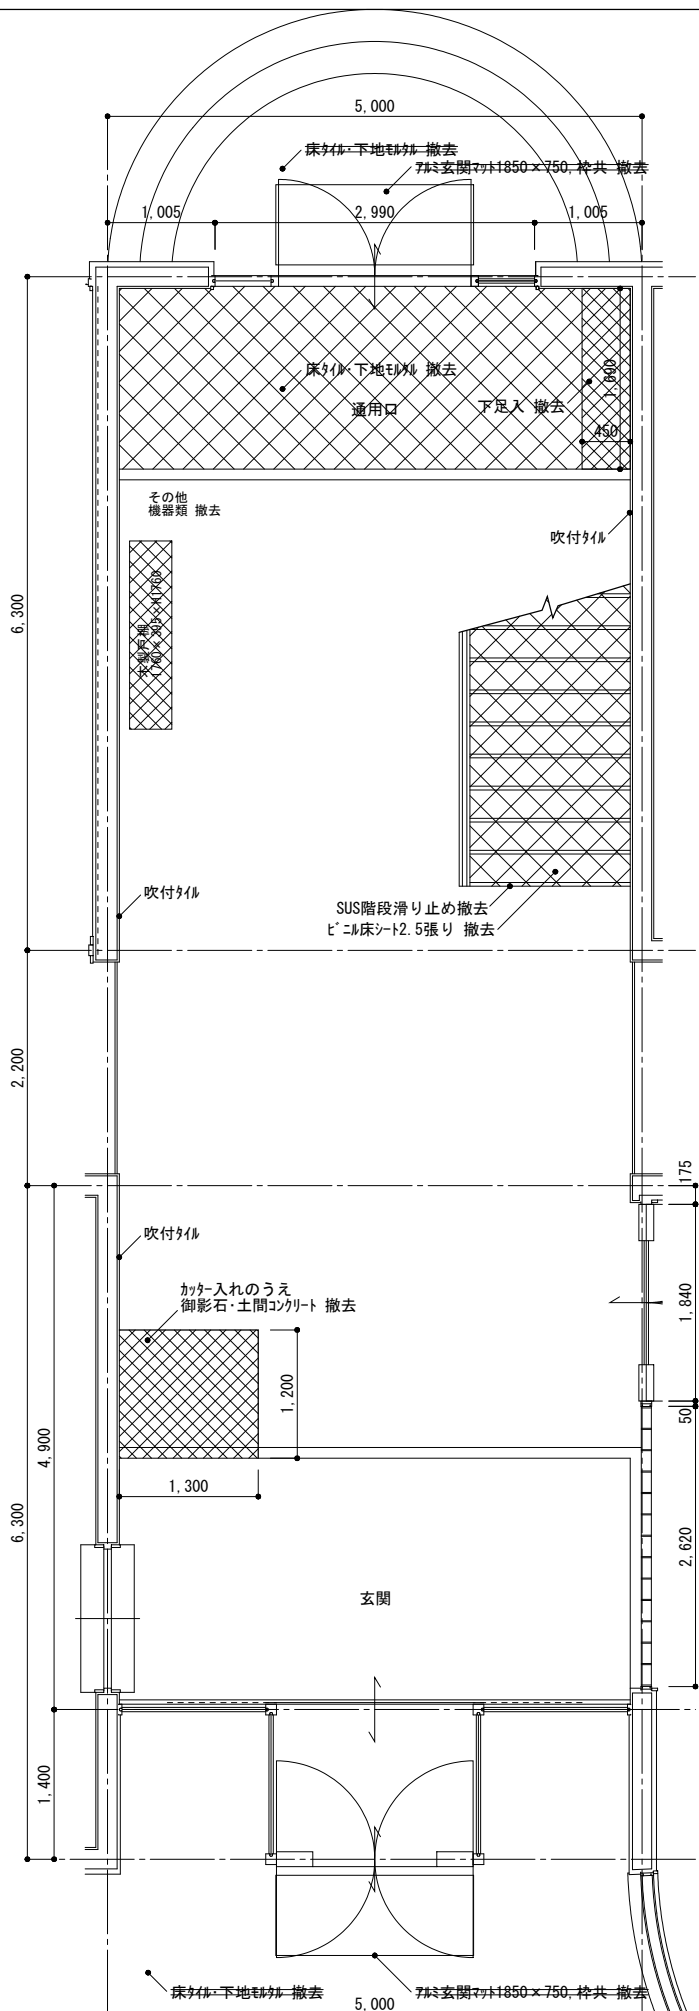 5,000
床ﾀｲﾙ･下地ﾓﾙﾀﾙ 撤去
ｱﾙﾐ玄関ﾏｯﾄ1850×750,枠共 撤去
1,005
2,990
1,005
床ﾀｲﾙ･下地ﾓﾙﾀﾙ 撤去
通用口
下足入 撤去
1,690
450
その他
機器類 撤去
吹付ﾀｲﾙ
6,300
木製戸棚
1760×395×H1760
吹付ﾀｲﾙ
SUS階段滑り止め撤去
ﾋﾞﾆﾙ床ｼｰﾄ2.5張り 撤去
2,200
175
吹付ﾀｲﾙ
ｶｯﾀｰ入れのうえ
御影石･土間ｺﾝｸﾘｰﾄ 撤去
1,840
1,200
50
4,900
1,300
6,300
2,620
玄関
1,400
床ﾀｲﾙ･下地ﾓﾙﾀﾙ 撤去
ｱﾙﾐ玄関ﾏｯﾄ1850×750,枠共 撤去
5,000